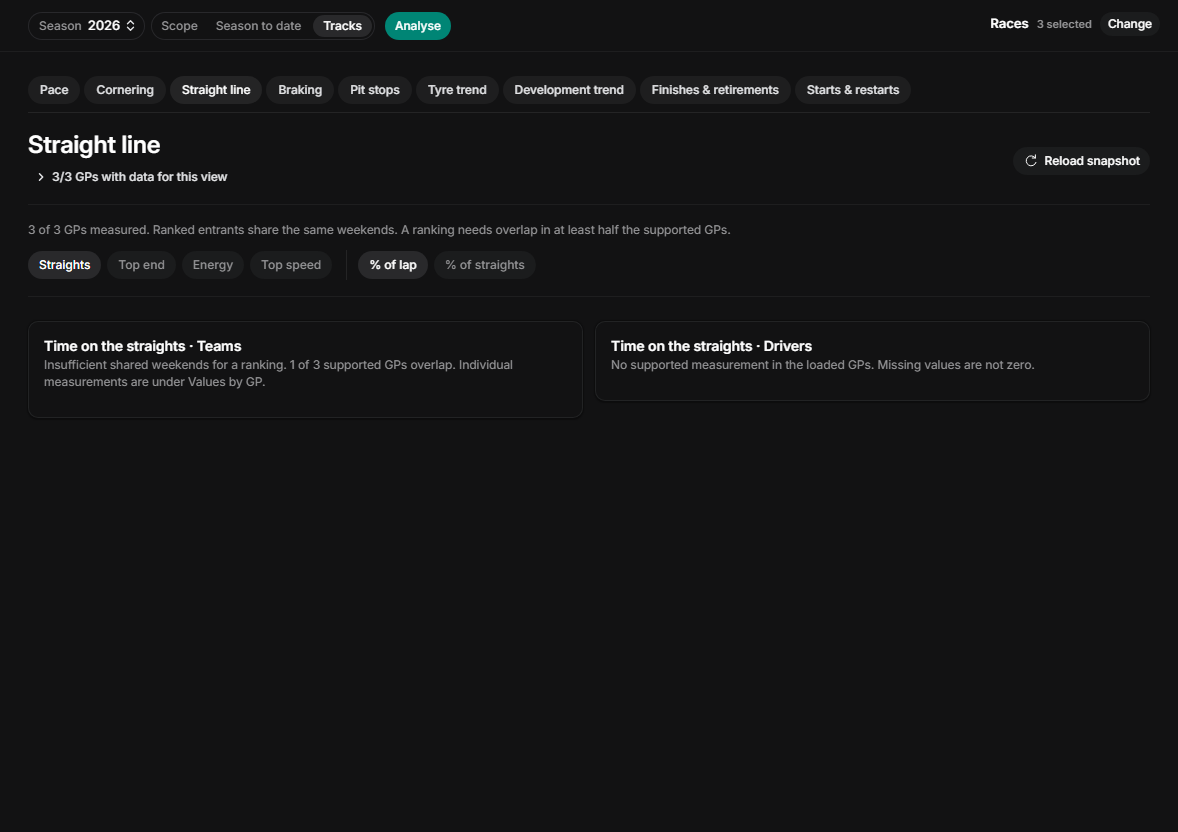 Season 2026 Scope Season to date Tracks Analyse Races 3 selected Change
Pace Cornering Straight line Braking Pit stops Tyre trend Development trend Finishes & retirements Starts & restarts
Straight line
3/3 GPs with data for this view
Reload snapshot
3 of 3 GPs measured. Ranked entrants share the same weekends. A ranking needs overlap in at least half the supported GPs.
Straights Top end Energy Top speed % of lap % of straights
Time on the straights · Teams
Insufficient shared weekends for a ranking. 1 of 3 supported GPs overlap. Individual
measurements are under Values by GP.
Time on the straights · Drivers
No supported measurement in the loaded GPs. Missing values are not zero.